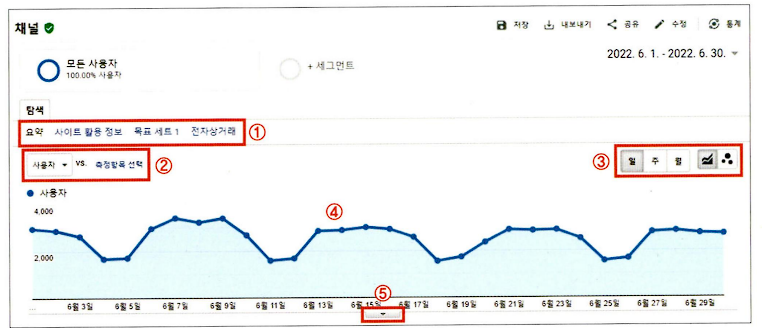 채널
저장 내보내기 공유 수정 통계
모든 사용자
100.00% 사용자
+ 세그먼트
2022. 6. 1. - 2022. 6. 30.
탐색
요약 사이트 활용 정보 목표 세트 1 전자상거래 ①
사용자 vs. 측정항목 선택 ②
③ 일 주 월
사용자
4,000
④
2,000
⑤
... 6월 3일 6월 5일 6월 7일 6월 9일 6월 11일 6월 13일 6월 15일 6월 17일 6월 19일 6월 21일 6월 23일 6월 25일 6월 27일 6월 29일